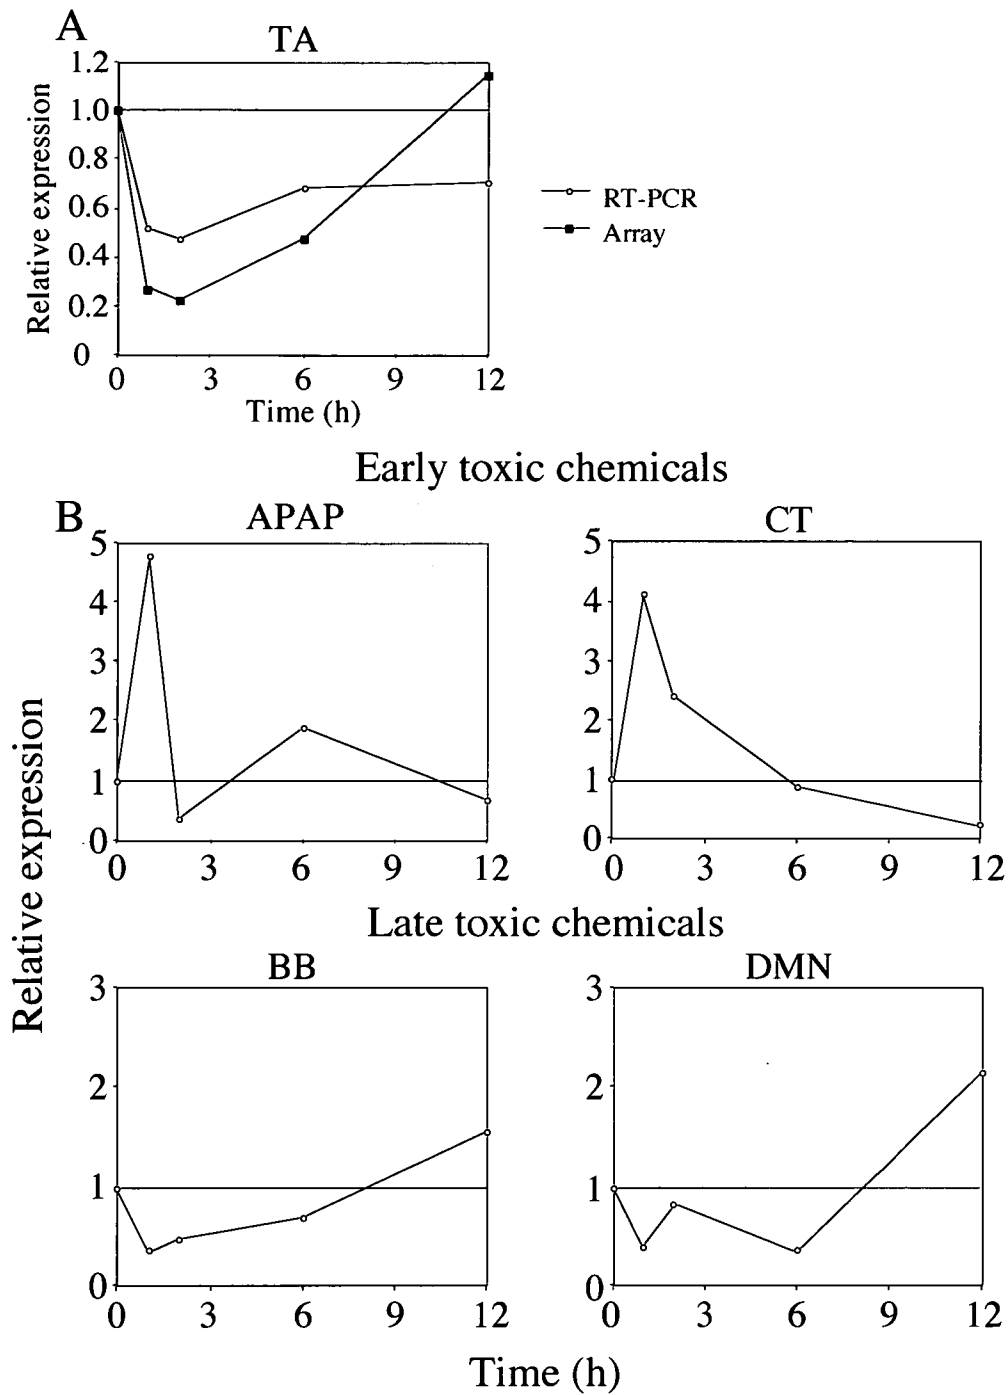 A
TA
Relative expression
1.2
1.0
0.8
0.6
0.4
0.2
0
0 3 6 9 12
Time (h)
RT-PCR
Array
Early toxic chemicals
B
APAP
CT
Relative expression
5
4
3
2
1
0
0 3 6 9 12
5
4
3
2
1
0
0 3 6 9 12
Late toxic chemicals
BB
DMN
3
2
1
0
0 3 6 9 12
3
2
1
0
0 3 6 9 12
Time (h)